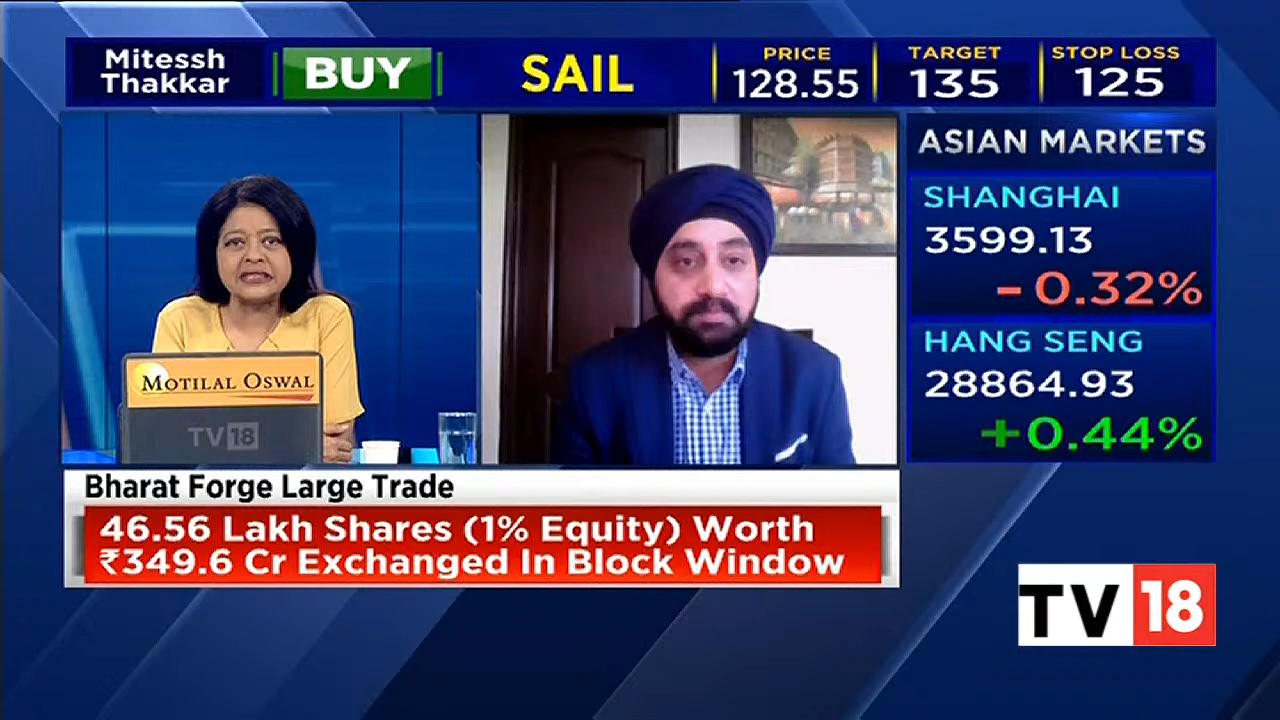 Mitessh
Thakkar
BUY
SAIL
PRICE
128.55
TARGET
135
STOP LOSS
125
ASIAN MARKETS
SHANGHAI
3599.13
-0.32%
HANG SENG
28864.93
+0.44%
MOTILAL OSWAL
TV18
Bharat Forge Large Trade
46.56 Lakh Shares (1% Equity) Worth
₹349.6 Cr Exchanged In Block Window
TV18